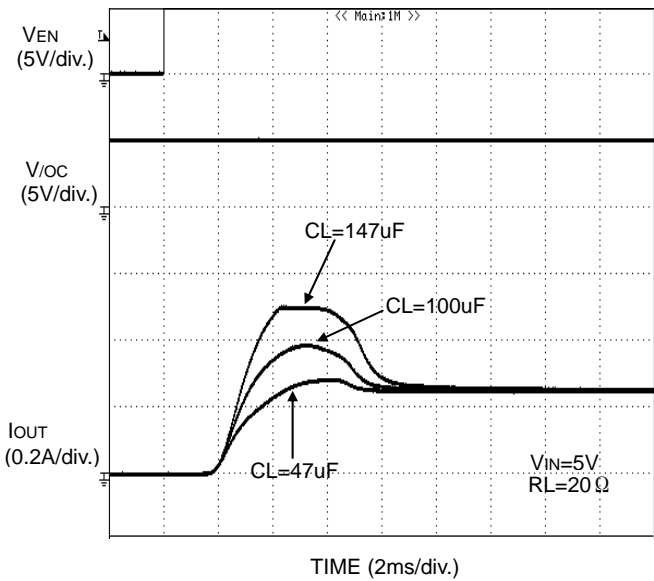 << Main:1M >>
VEN
(5V/div.)
V/OC
(5V/div.)
CL=147uF
CL=100uF
IOUT
(0.2A/div.)
CL=47uF
VIN=5V
RL=20Ω
TIME (2ms/div.)